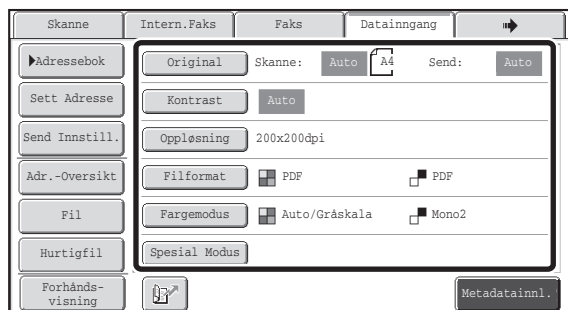 Skanne
Intern.Faks
Faks
Datainngang
Adressebok
Original
Skanne:
Auto
A4
Send:
Auto
Sett Adresse
Kontrast
Auto
Send Innstill.
Oppløsning
200x200dpi
Adr.-Oversikt
Filformat
PDF
PDF
Fil
Fargemodus
Auto/Gråskala
Mono2
Hurtigfil
Spesial Modus
Forhånds-
visning
Metadatainnl.